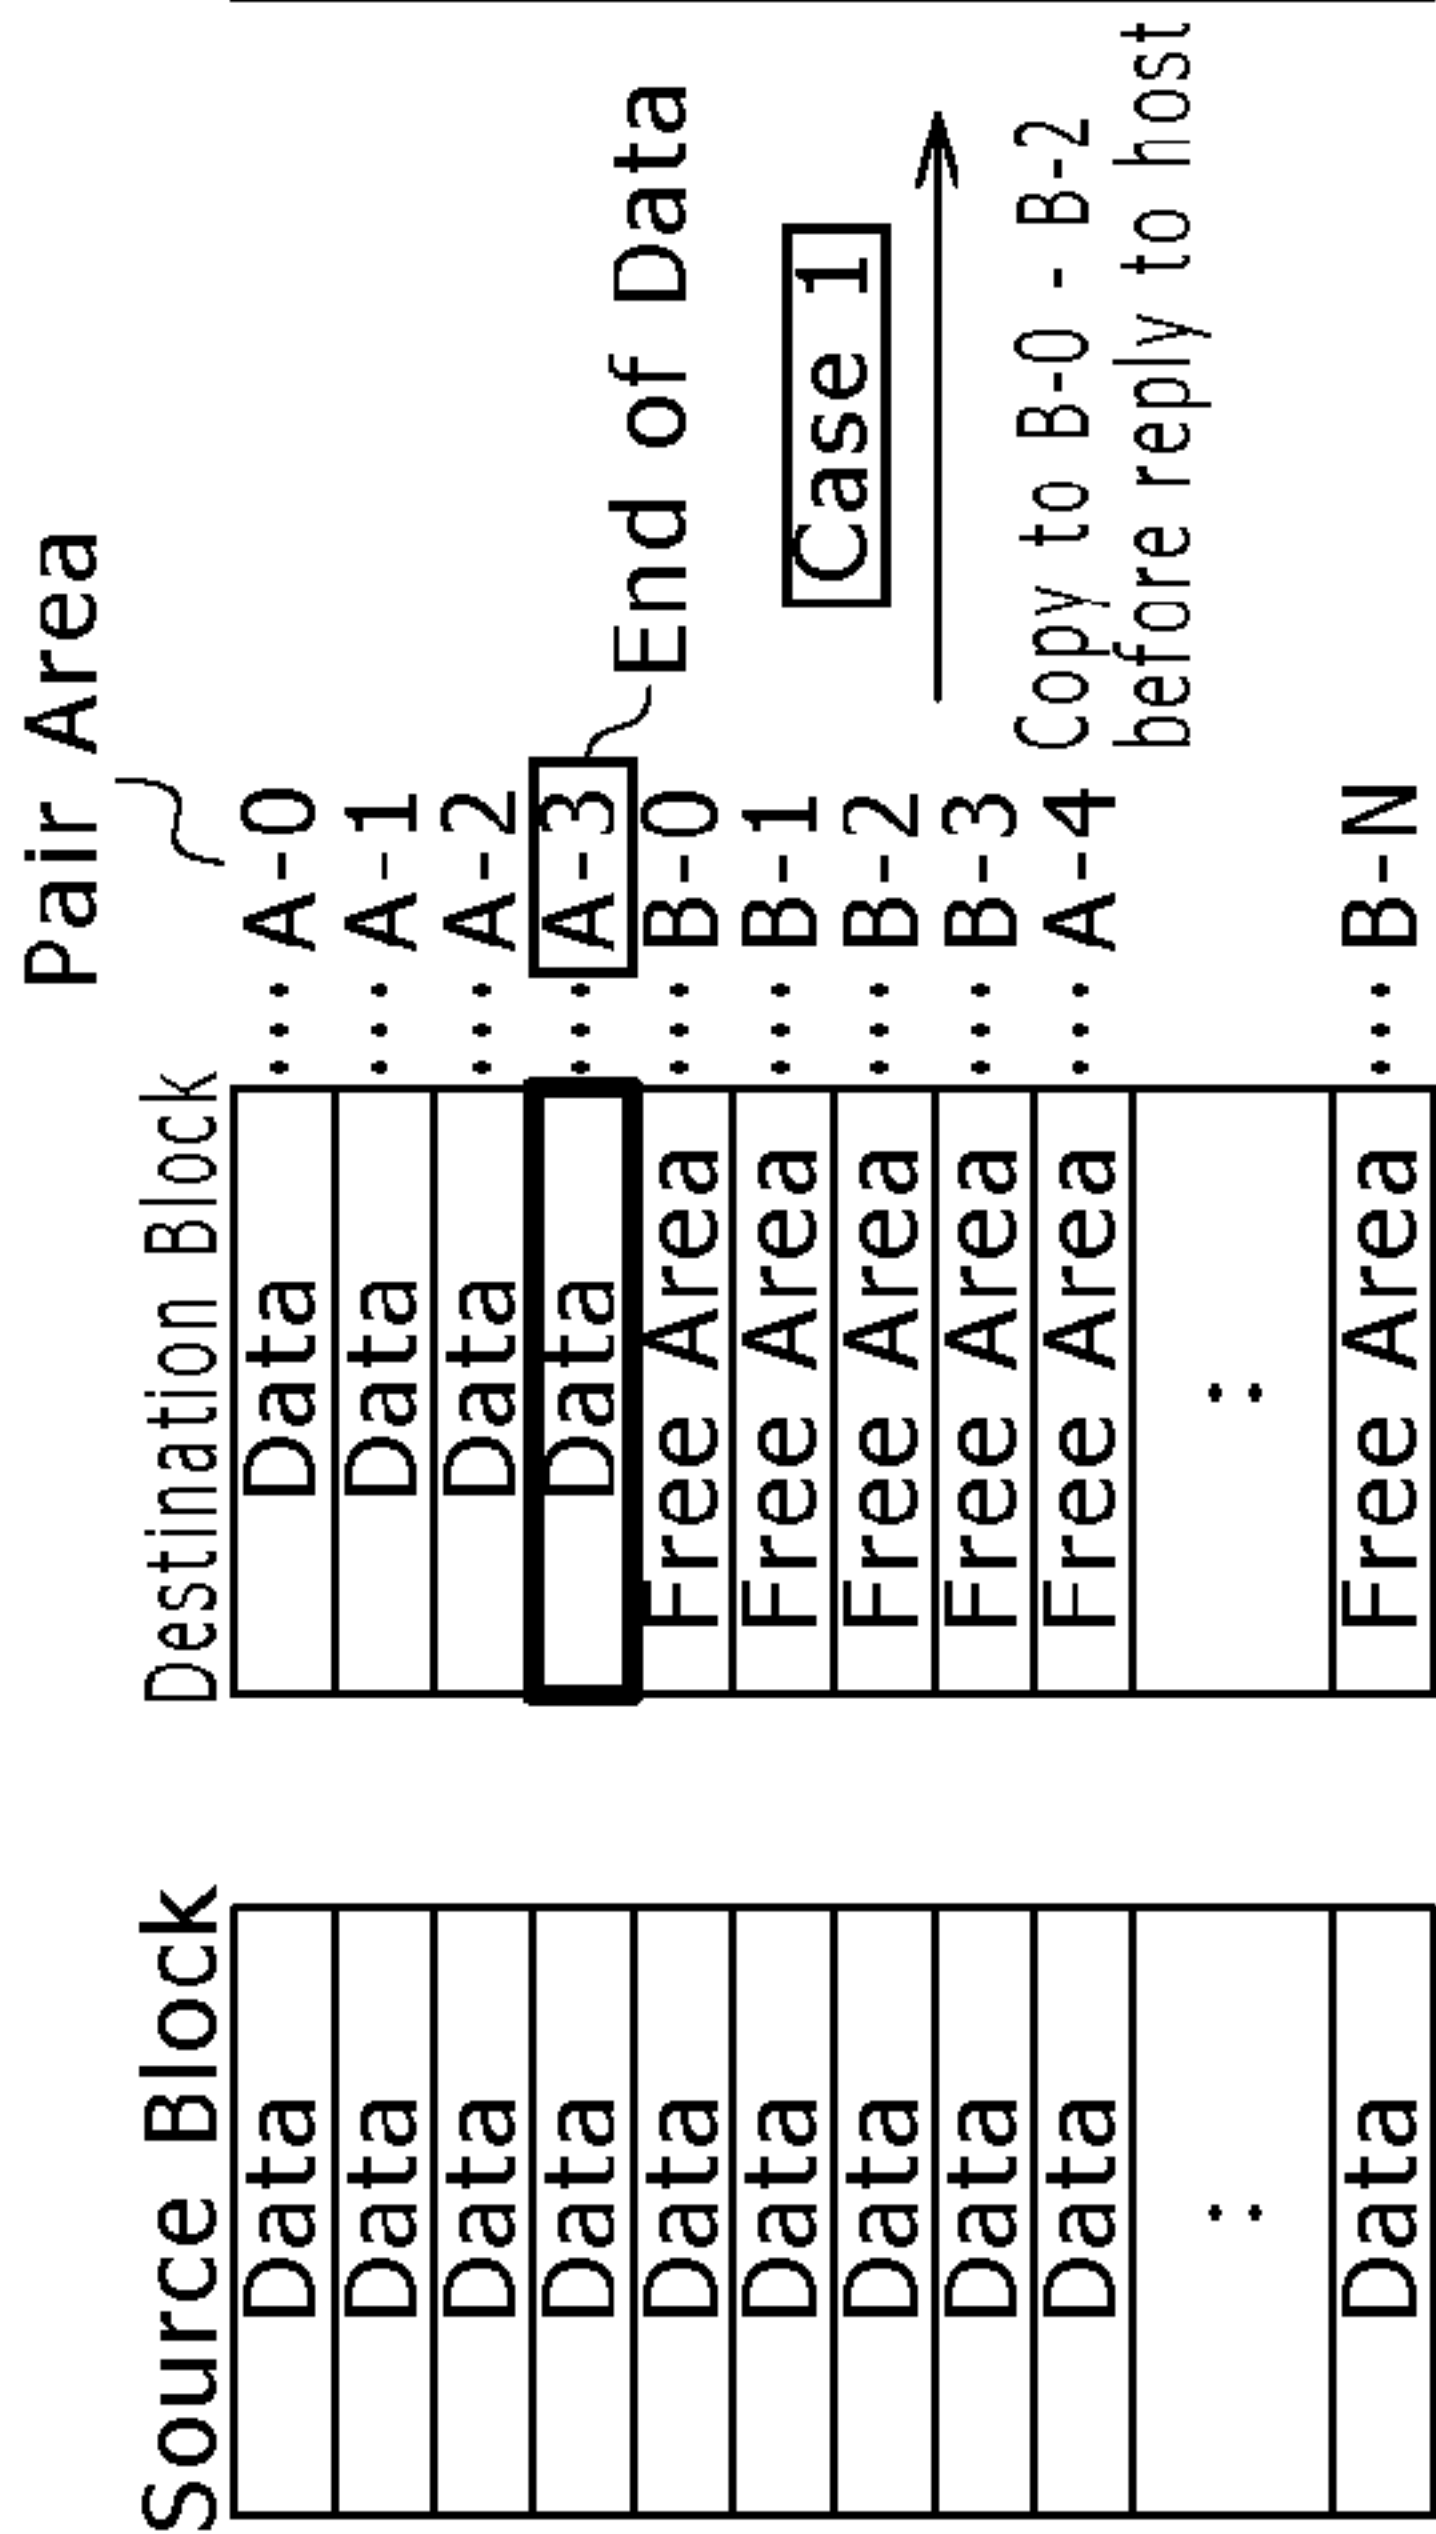 Pair Area
Source Block Destination Block
Data Data ··· A-0
Data Data ··· A-1
Data Data ··· A-2
Data Data ··· A-3
End of Data
Data Free Area ··· B-0
Data Free Area ··· B-1
Case 1
Data Free Area ··· B-2
Data Free Area ··· B-3
Data Free Area ··· A-4
Copy to B-0 - B-2
before reply to host
: :
Data Free Area ··· B-N